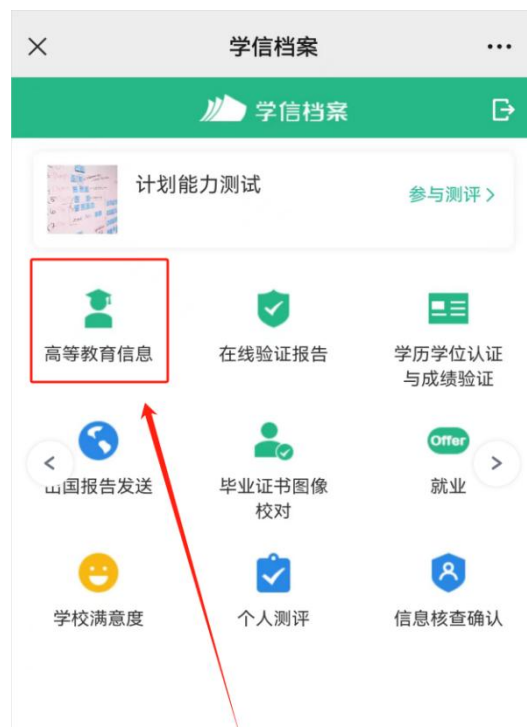 学信档案
学信档案
计划能力测试
参与测评
高等教育信息
在线验证报告
学历学位认证
与成绩验证
出国报告发送
毕业证书图像
校对
Offer
就业
学校满意度
个人测评
信息核查确认